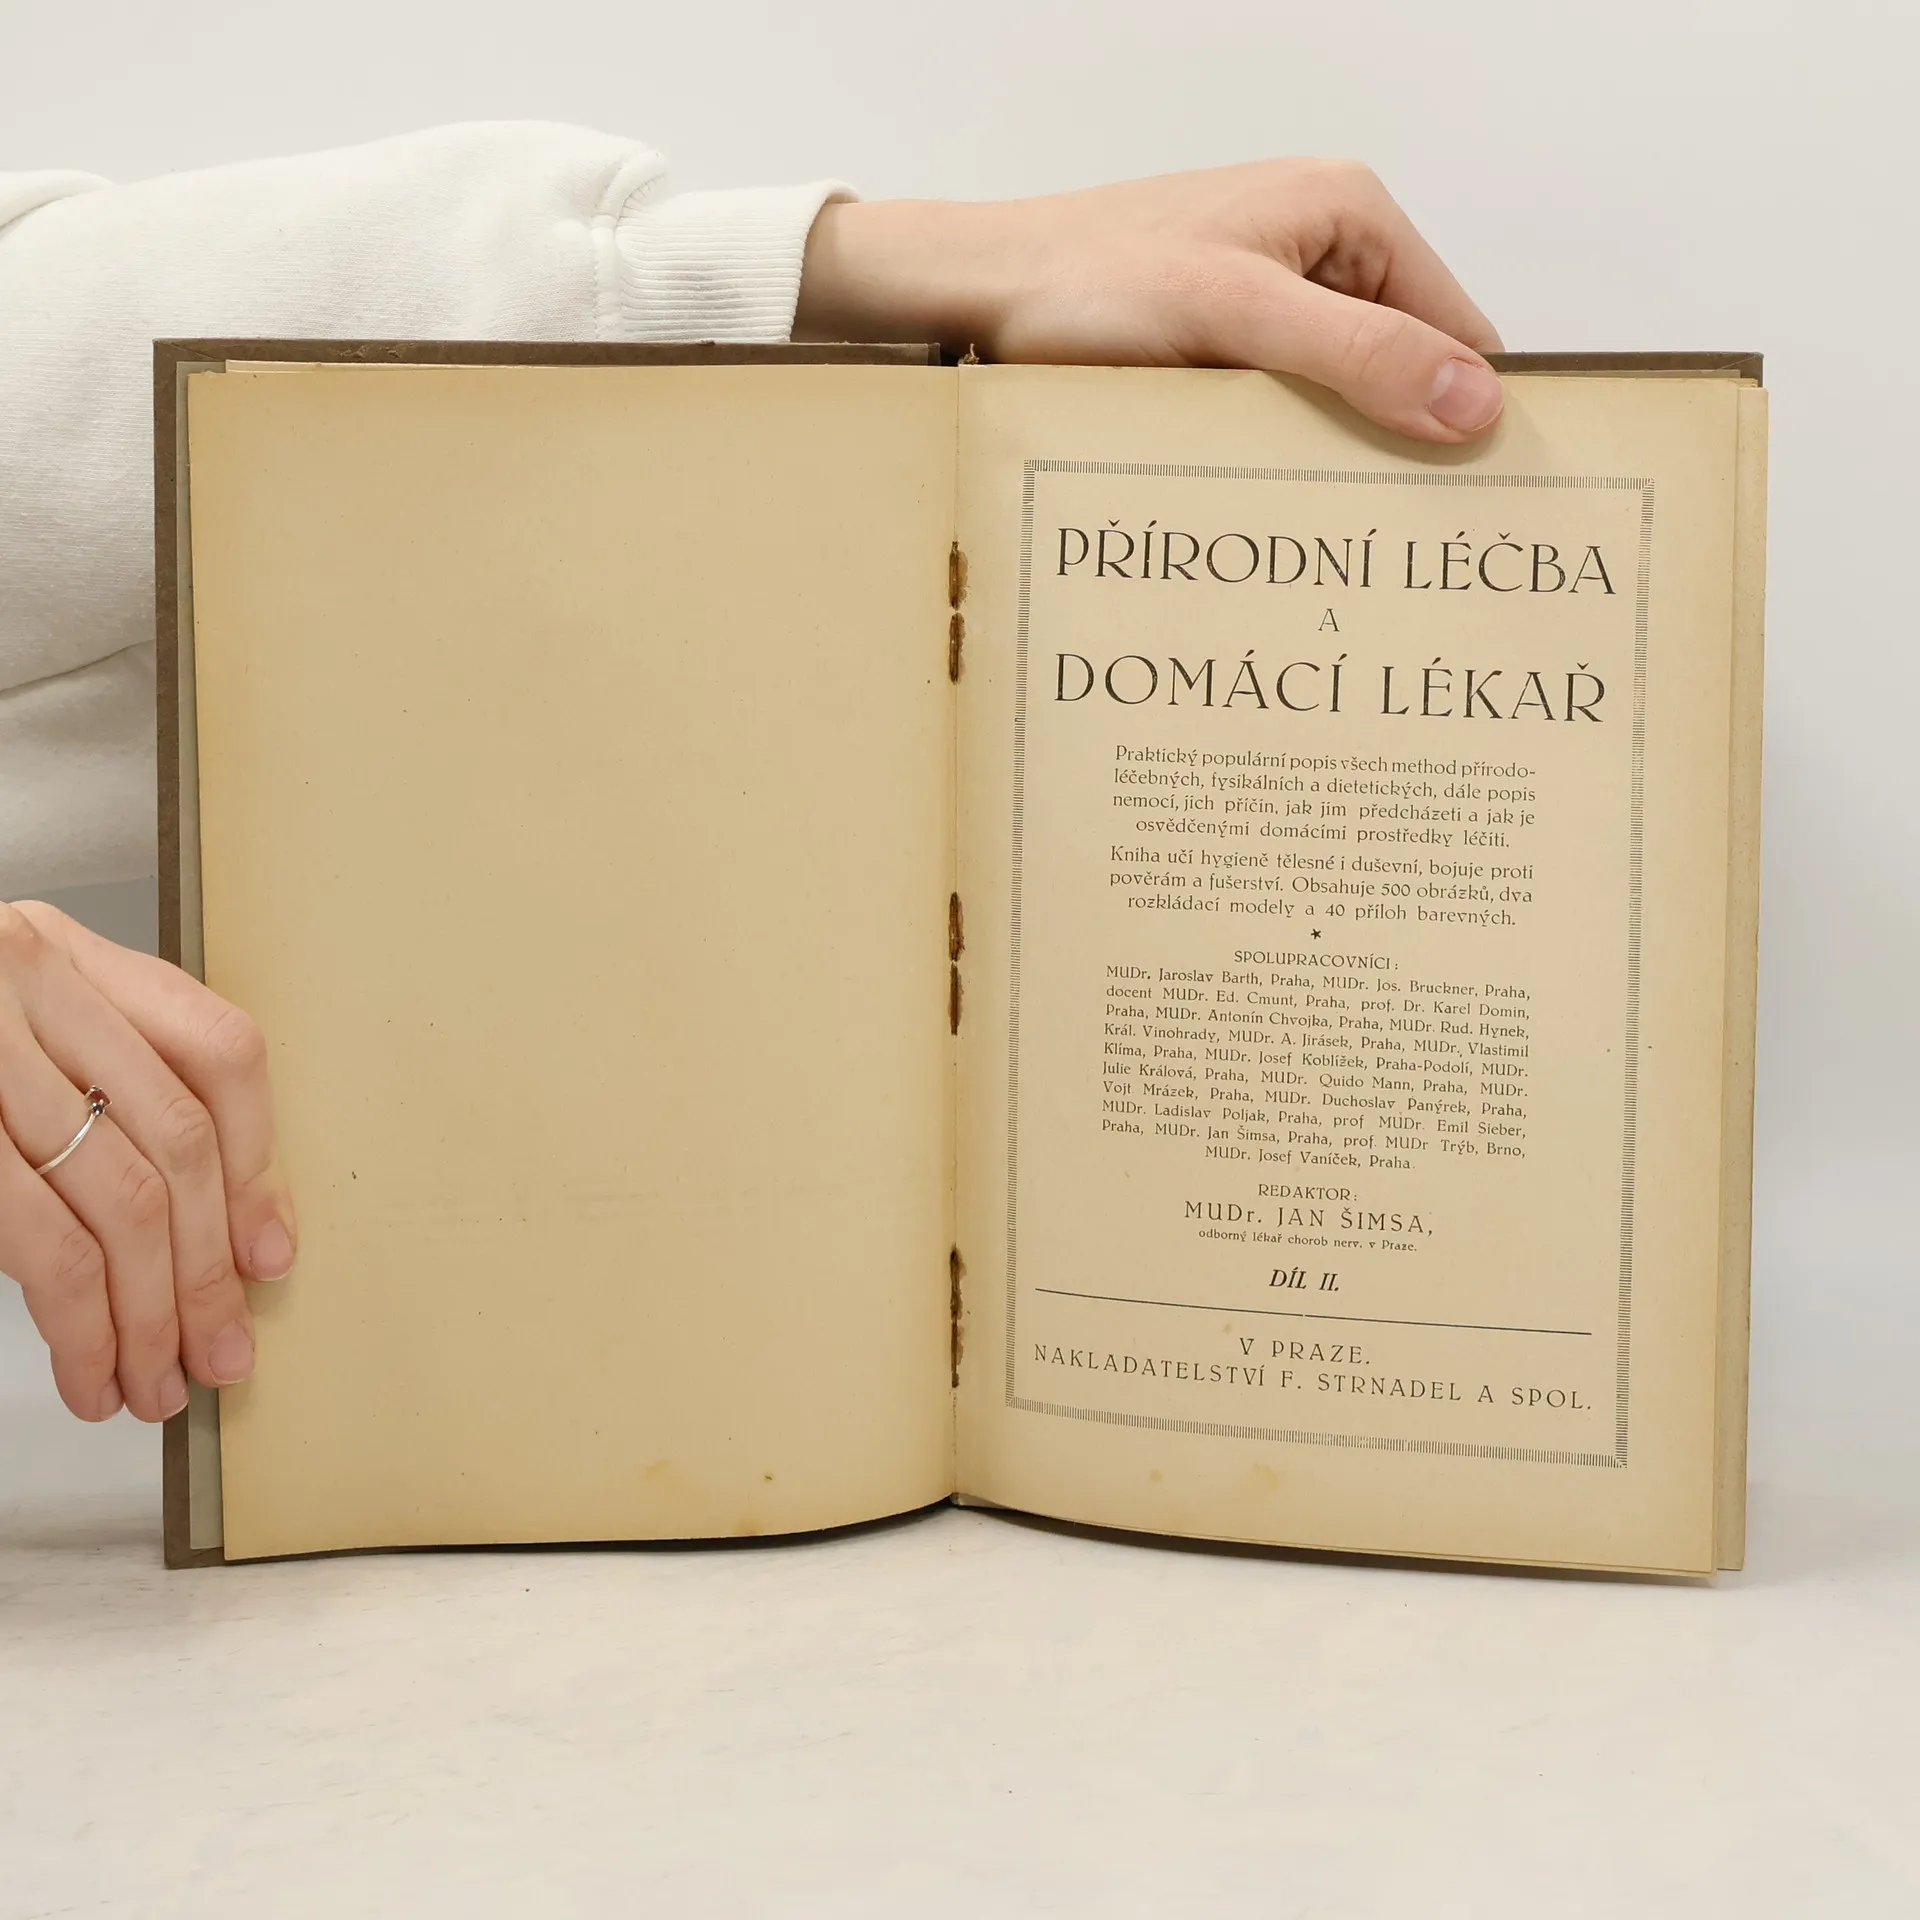 PŘÍRODNÍ LÉČBA
A
DOMÁCÍ LÉKAŘ
Praktický populární popis všech method přírodo-
léčebných, fysikálních a dietetických, dále popis
nemocí, jich příčin, jak jim předcházeti a jak je
osvědčenými domácími prostředky léčiti.
Kniha učí hygieně tělesné i duševní, bojuje proti
pověrám a fušerství. Obsahuje 500 obrázků, dva
rozkládací modely a 40 příloh barevných.
*
SPOLUPRACOVNÍCI:
MUDr. Jaroslav Barth, Praha, MUDr. Jos. Bruckner, Praha,
docent MUDr. Ed. Cmunt, Praha, prof. Dr. Karel Domin,
Praha, MUDr. Antonín Chvojka, Praha, MUDr. Rud. Hynek,
Král. Vinohrady, MUDr. A. Jirásek, Praha, MUDr. Vlastimil
Klíma, Praha, MUDr. Josef Koblížek, Praha-Podolí, MUDr.
Julie Králová, Praha, MUDr. Quido Mann, Praha, MUDr.
Vojt. Mrázek, Praha, MUDr. Duchoslav Panýrek, Praha,
MUDr. Ladislav Poljak, Praha, prof MUDr. Emil Sieber,
Praha, MUDr. Jan Šimsa, Praha, prof. MUDr Trýb, Brno,
MUDr. Josef Vaníček, Praha.
REDAKTOR:
MUDr. JAN ŠIMSA,
odborný lékař chorob nerv. v Praze.
DÍL II.
V PRAZE.
NAKLADATELSTVÍ F. STRNADEL A SPOL.